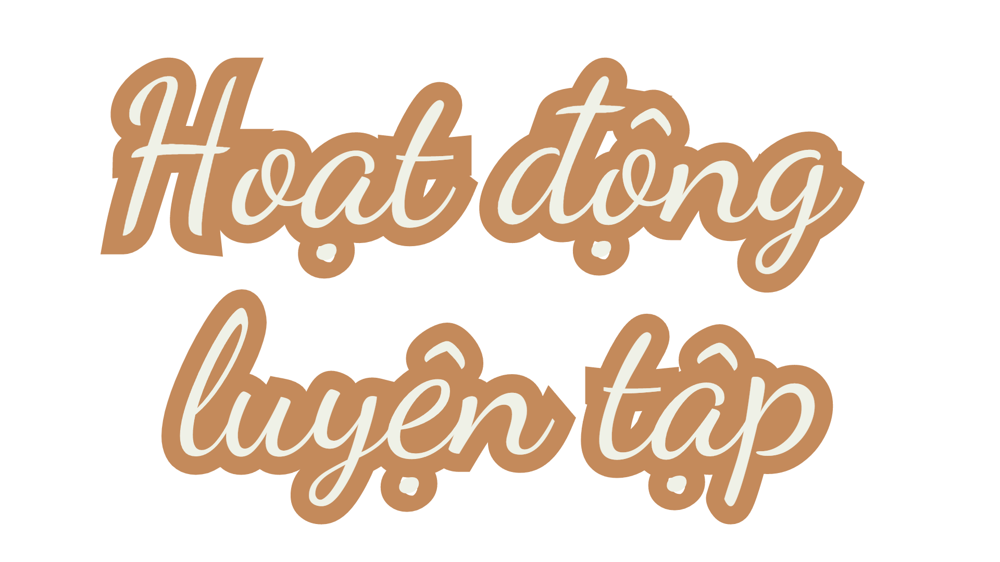 Hoạt động
luyện tập